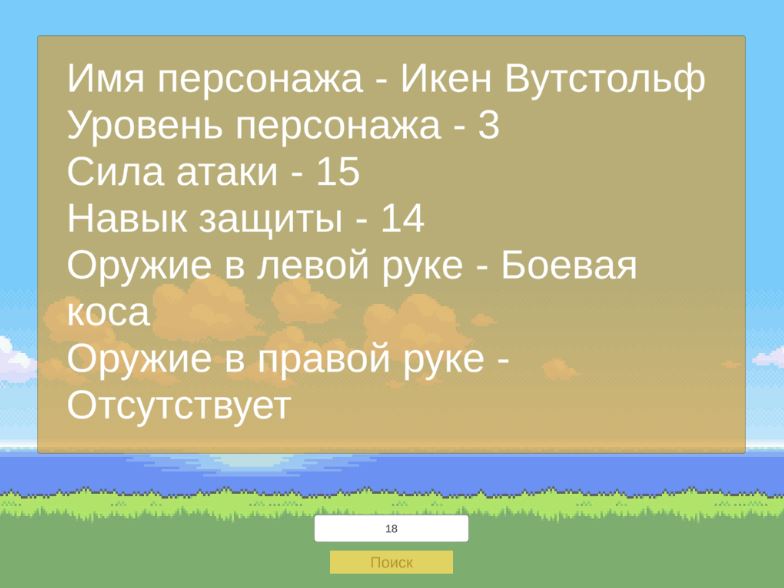 Имя персонажа - Икен Вутстольф
Уровень персонажа - 3
Сила атаки - 15
Навык защиты - 14
Оружие в левой руке - Боевая
коса
Оружие в правой руке -
Отсутствует
18
Поиск